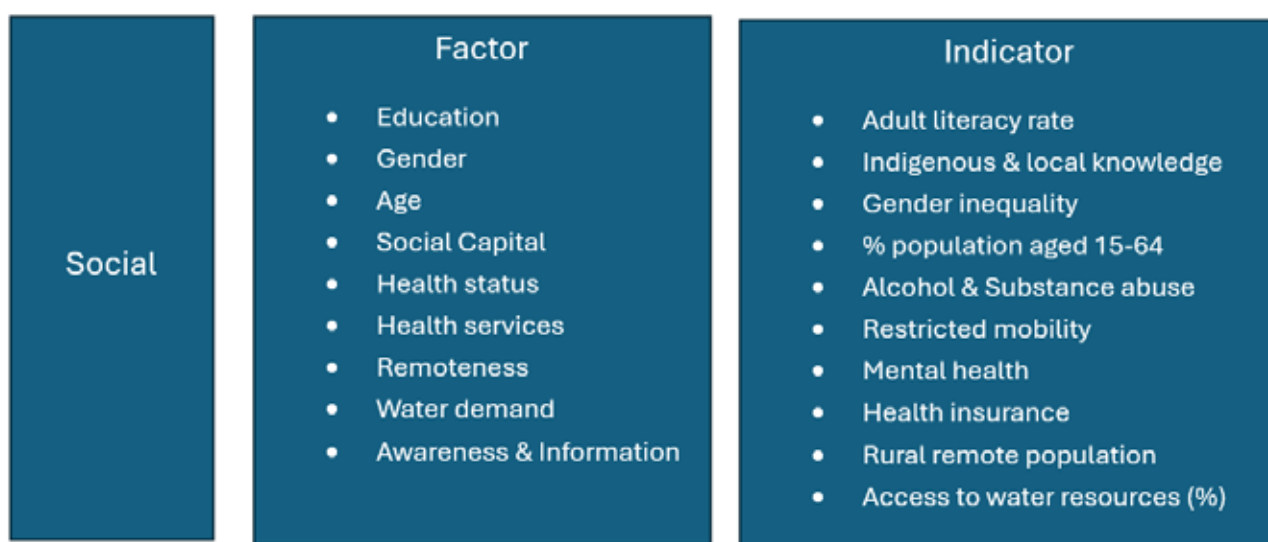 Social
Factor
• Education
• Gender
• Age
• Social Capital
• Health status
• Health services
• Remoteness
• Water demand
• Awareness & Information
Indicator
• Adult literacy rate
• Indigenous & local knowledge
• Gender inequality
• % population aged 15-64
• Alcohol & Substance abuse
• Restricted mobility
• Mental health
• Health insurance
• Rural remote population
• Access to water resources (%)